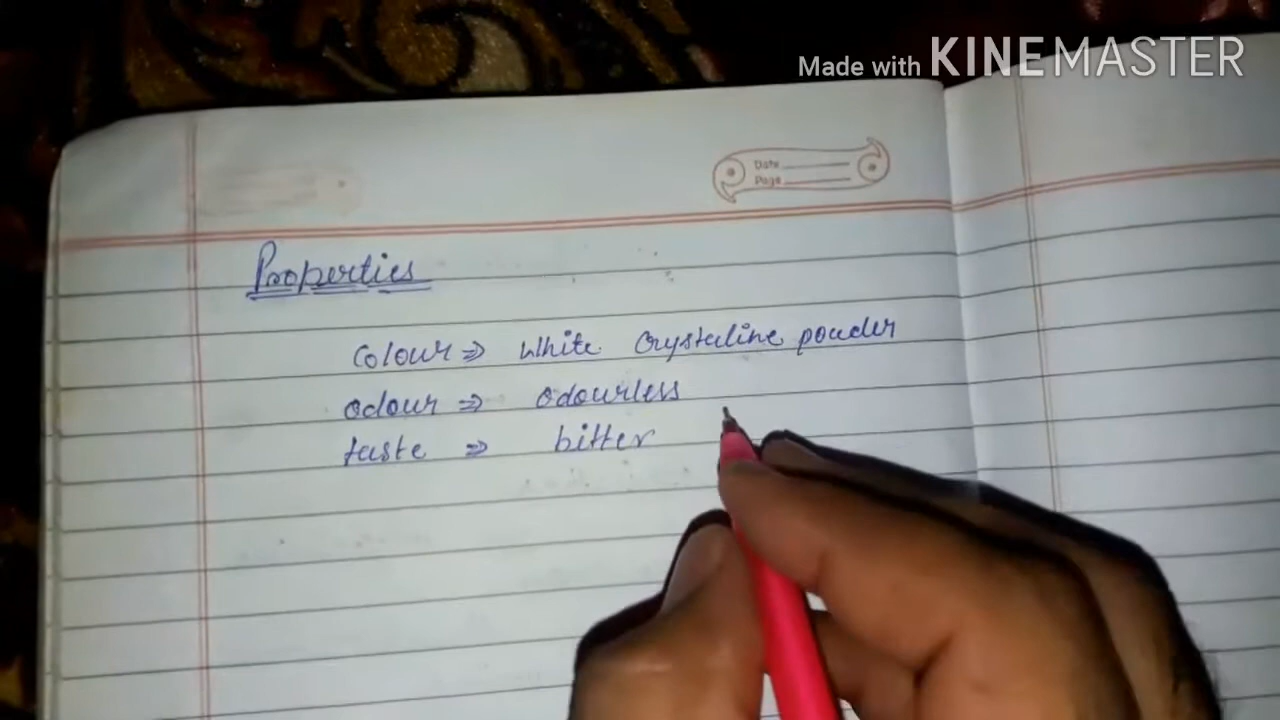 Made with KINEMASTER
Date
Page
Properties
Colour ⇒ White Crystaline powder
odour ⇒ odourless
taste ⇒ bitter